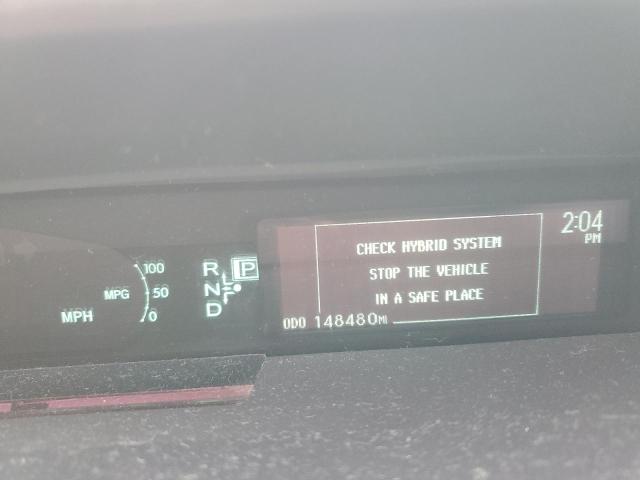 2:04
PM
CHECK HYBRID SYSTEM
STOP THE VEHICLE
IN A SAFE PLACE
ODO 148480MI
100
MPG 50
0
MPH
R P
N
D